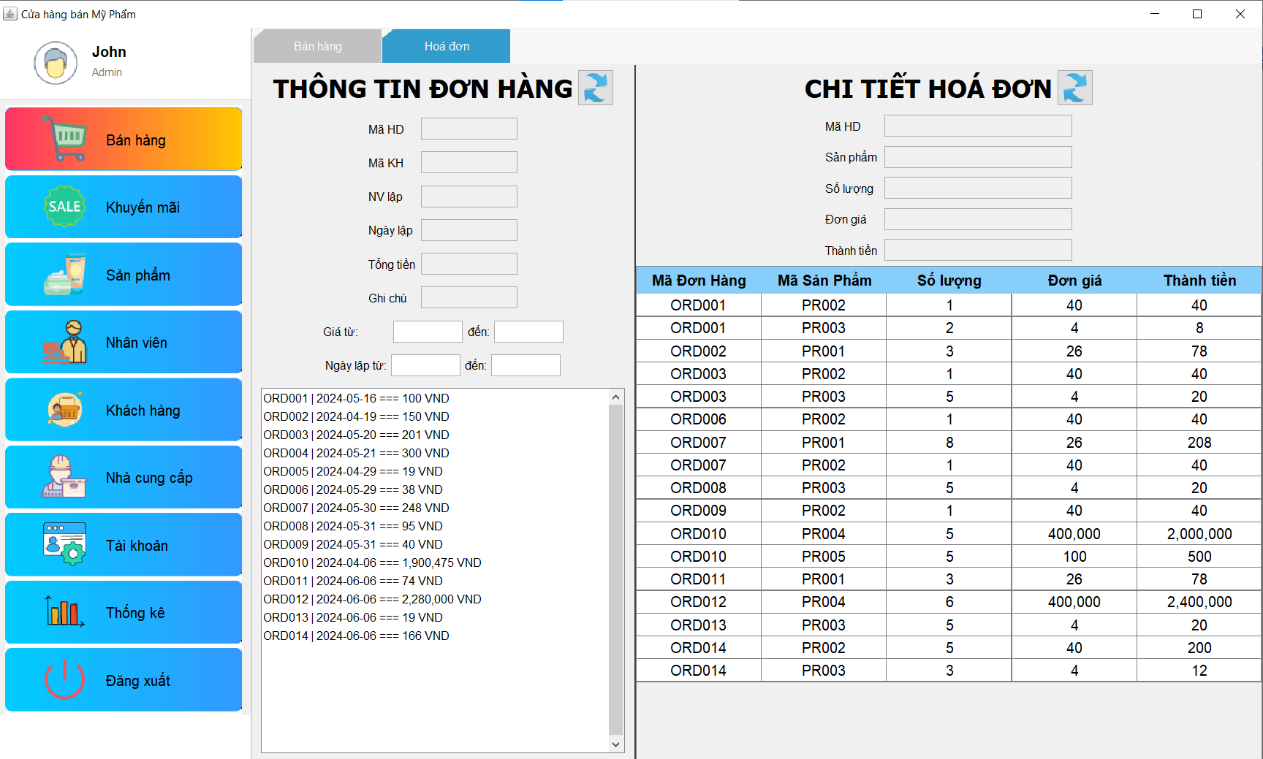 Cửa hàng bán Mỹ Phẩm
John
Admin
Bán hàng
SALE
Khuyến mãi
Sản phẩm
Nhân viên
Khách hàng
Nhà cung cấp
Tài khoản
Thống kê
Đăng xuất
Bán hàng
Hoá đơn
THÔNG TIN ĐƠN HÀNG
Mã HD
Mã KH
NV lập
Ngày lập
Tổng tiền
Ghi chú
Giá từ: đến:
Ngày lập từ: đến:
ORD001 | 2024-05-16 === 100 VND
ORD002 | 2024-04-19 === 150 VND
ORD003 | 2024-05-20 === 201 VND
ORD004 | 2024-05-21 === 300 VND
ORD005 | 2024-04-29 === 19 VND
ORD006 | 2024-05-29 === 38 VND
ORD007 | 2024-05-30 === 248 VND
ORD008 | 2024-05-31 === 95 VND
ORD009 | 2024-05-31 === 40 VND
ORD010 | 2024-04-06 === 1,900,475 VND
ORD011 | 2024-06-06 === 74 VND
ORD012 | 2024-06-06 === 2,280,000 VND
ORD013 | 2024-06-06 === 19 VND
ORD014 | 2024-06-06 === 166 VND
CHI TIẾT HOÁ ĐƠN
Mã HD
Sản phẩm
Số lượng
Đơn giá
Thành tiền
Mã Đơn Hàng Mã Sản Phẩm Số lượng Đơn giá Thành tiền
ORD001 PR002 1 40 40
ORD001 PR003 2 4 8
ORD002 PR001 3 26 78
ORD003 PR002 1 40 40
ORD003 PR003 5 4 20
ORD006 PR002 1 40 40
ORD007 PR001 8 26 208
ORD007 PR002 1 40 40
ORD008 PR003 5 4 20
ORD009 PR002 1 40 40
ORD010 PR004 5 400,000 2,000,000
ORD010 PR005 5 100 500
ORD011 PR001 3 26 78
ORD012 PR004 6 400,000 2,400,000
ORD013 PR003 5 4 20
ORD014 PR002 5 40 200
ORD014 PR003 3 4 12